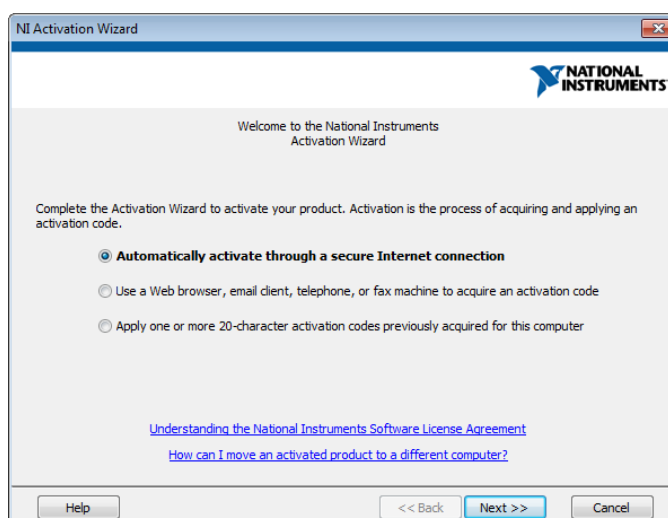 NI Activation Wizard
NATIONAL
INSTRUMENTS
Welcome to the National Instruments
Activation Wizard
Complete the Activation Wizard to activate your product. Activation is the process of acquiring and applying an
activation code.
Automatically activate through a secure Internet connection
Use a Web browser, email client, telephone, or fax machine to acquire an activation code
Apply one or more 20-character activation codes previously acquired for this computer
Understanding the National Instruments Software License Agreement
How can I move an activated product to a different computer?
Help
<< Back
Next >>
Cancel